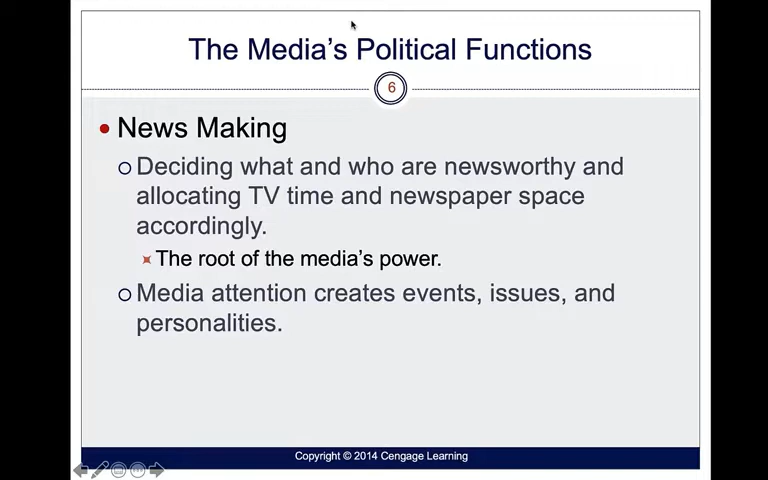 The Media’s Political Functions
6
News Making
Deciding what and who are newsworthy and
allocating TV time and newspaper space
accordingly.
The root of the media’s power.
Media attention creates events, issues, and
personalities.
Copyright © 2014 Cengage Learning